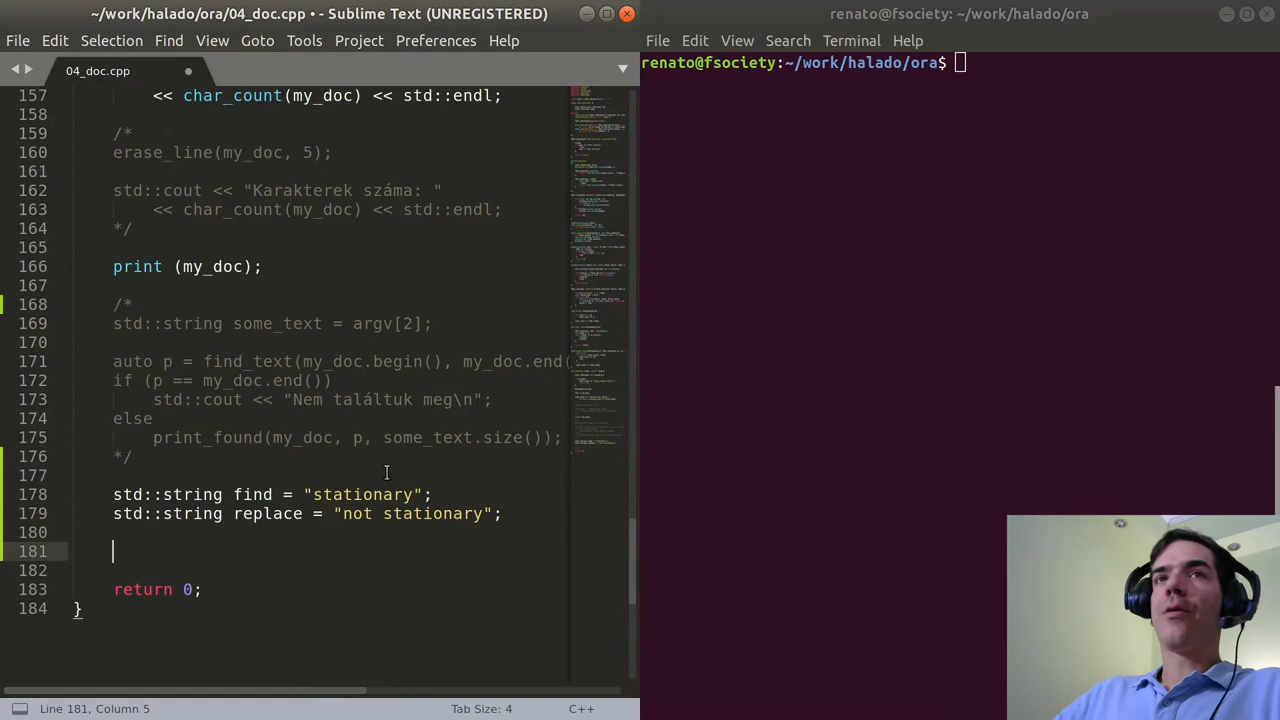 ~/work/halado/ora/04_doc.cpp • - Sublime Text (UNREGISTERED)
File Edit Selection Find View Goto Tools Project Preferences Help
04_doc.cpp
157 << char_count(my_doc) << std::endl;
158
159 /*
160 erase_line(my_doc, 5);
161
162 std::cout << "Karakterek száma: "
163 << char_count(my_doc) << std::endl;
164 */
165
166 print (my_doc);
167
168 /*
169 std::string some_text = argv[2];
170
171 auto p = find_text(my_doc.begin(), my_doc.end(
172 if (p == my_doc.end())
173 std::cout << "Nem találtuk meg\n";
174 else
175 print_found(my_doc, p, some_text.size());
176 */
177
178 std::string find = "stationary";
179 std::string replace = "not stationary";
180
181
182
183 return 0;
184 }
Line 181, Column 5
Tab Size: 4
C++
renato@fsociety: ~/work/halado/ora
File Edit View Search Terminal Help
renato@fsociety:~/work/halado/ora$